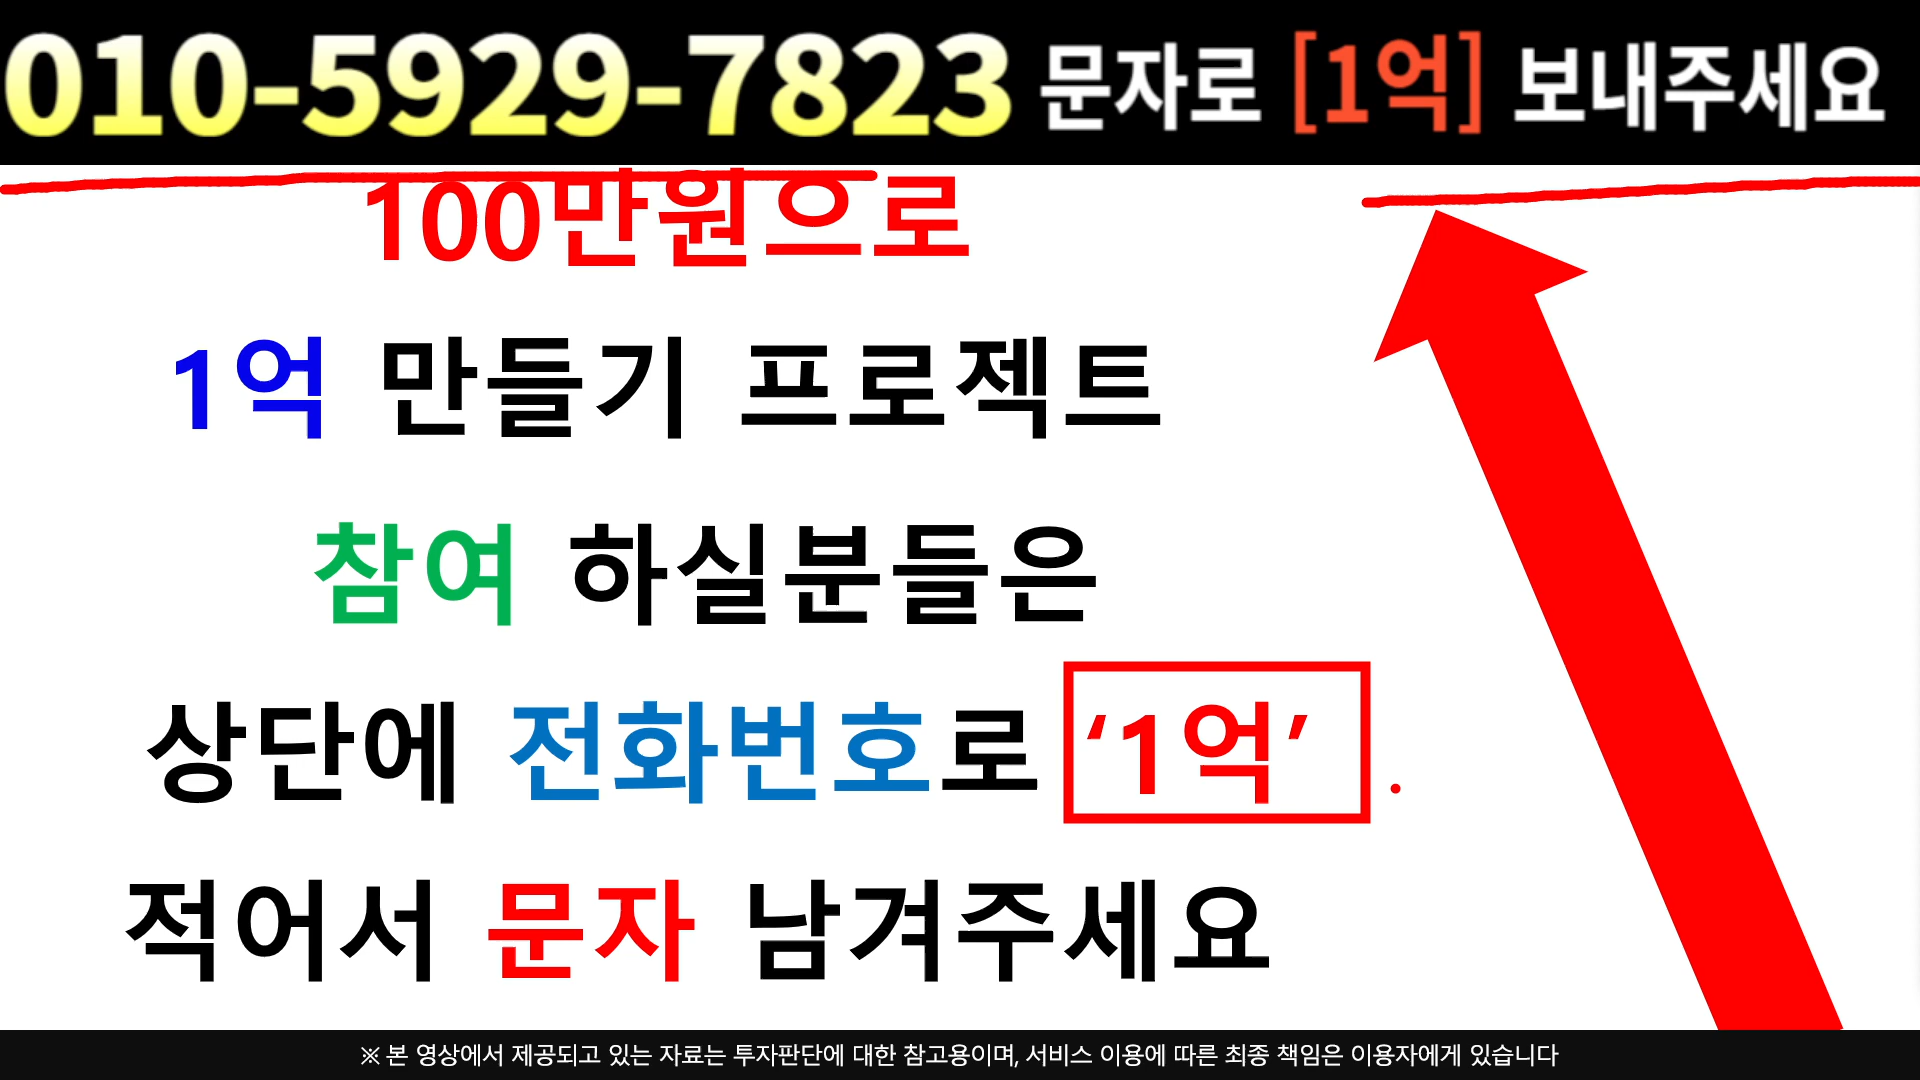 010-5929-7823 문자로 [1억] 보내주세요
100만원으로
1억 만들기 프로젝트
참여 하실분들은
상단에 전화번호로 ‘1억’ .
적어서 문자 남겨주세요
※ 본 영상에서 제공되고 있는 자료는 투자판단에 대한 참고용이며, 서비스 이용에 따른 최종 책임은 이용자에게 있습니다